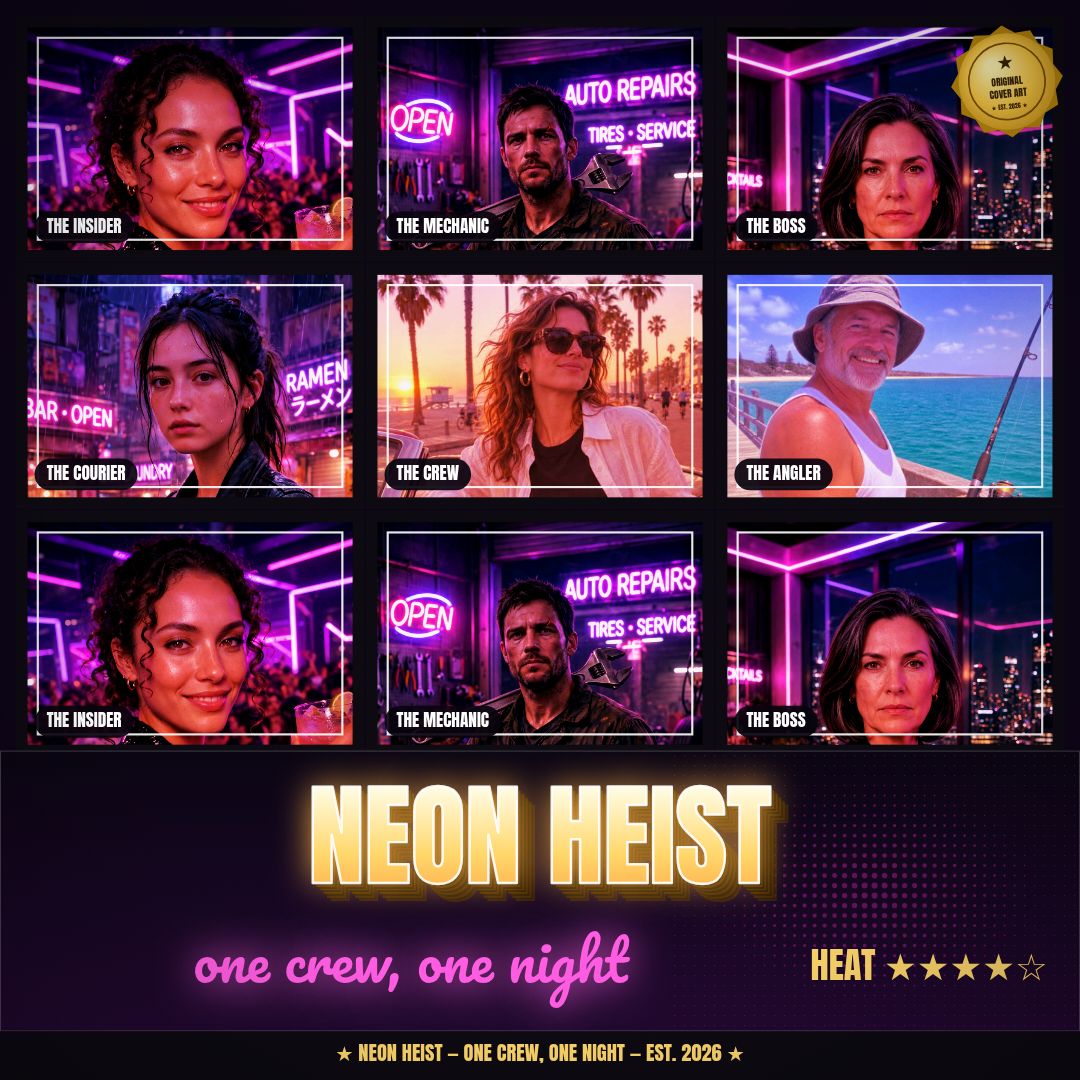 OPEN
AUTO REPAIRS
TIRES • SERVICE
★
ORIGINAL
COVER ART
★ EST. 2026 ★
THE INSIDER
THE MECHANIC
THE BOSS
BAR • OPEN
RAMEN
ラーメン
THE COURIER
THE CREW
THE ANGLER
OPEN
AUTO REPAIRS
TIRES • SERVICE
THE INSIDER
THE MECHANIC
THE BOSS
NEON HEIST
one crew, one night
HEAT ★★★★☆
★ NEON HEIST – ONE CREW, ONE NIGHT – EST. 2026 ★